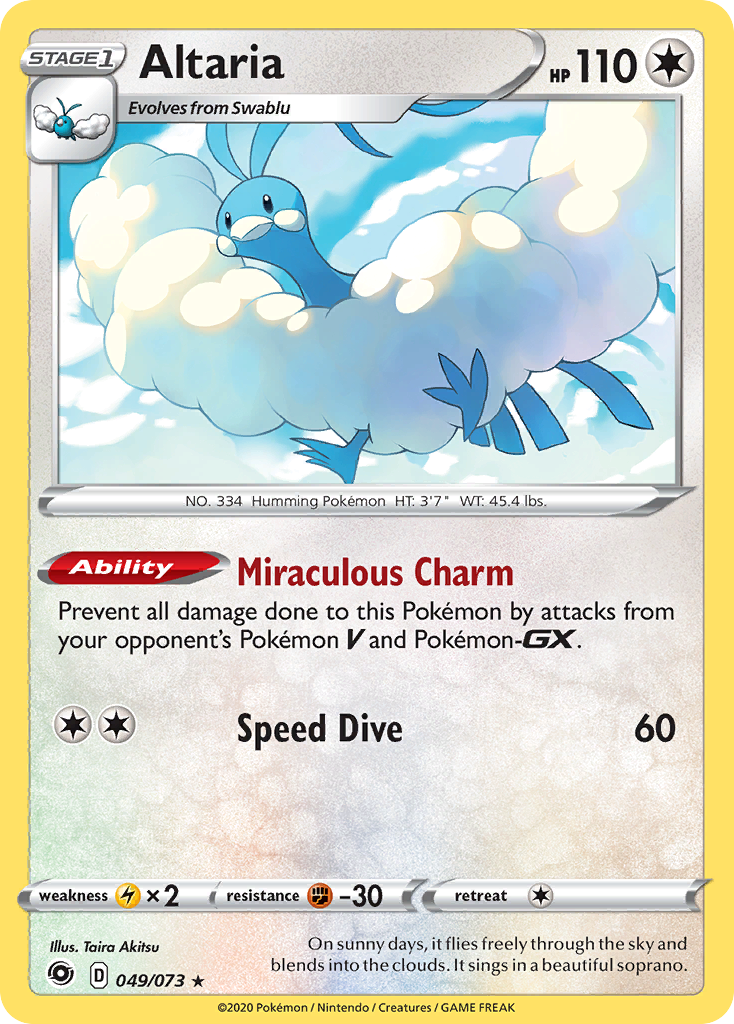 STAGE1
Altaria
HP 110
Evolves from Swablu
NO. 334 Humming Pokémon HT: 3'7" WT: 45.4 lbs.
Ability Miraculous Charm
Prevent all damage done to this Pokémon by attacks from
your opponent's Pokémon V and Pokémon-GX.
Speed Dive 60
weakness ×2 resistance -30 retreat
Illus. Taira Akitsu
On sunny days, it flies freely through the sky and
blends into the clouds. It sings in a beautiful soprano.
D 049/073 ★
©2020 Pokémon / Nintendo / Creatures / GAME FREAK